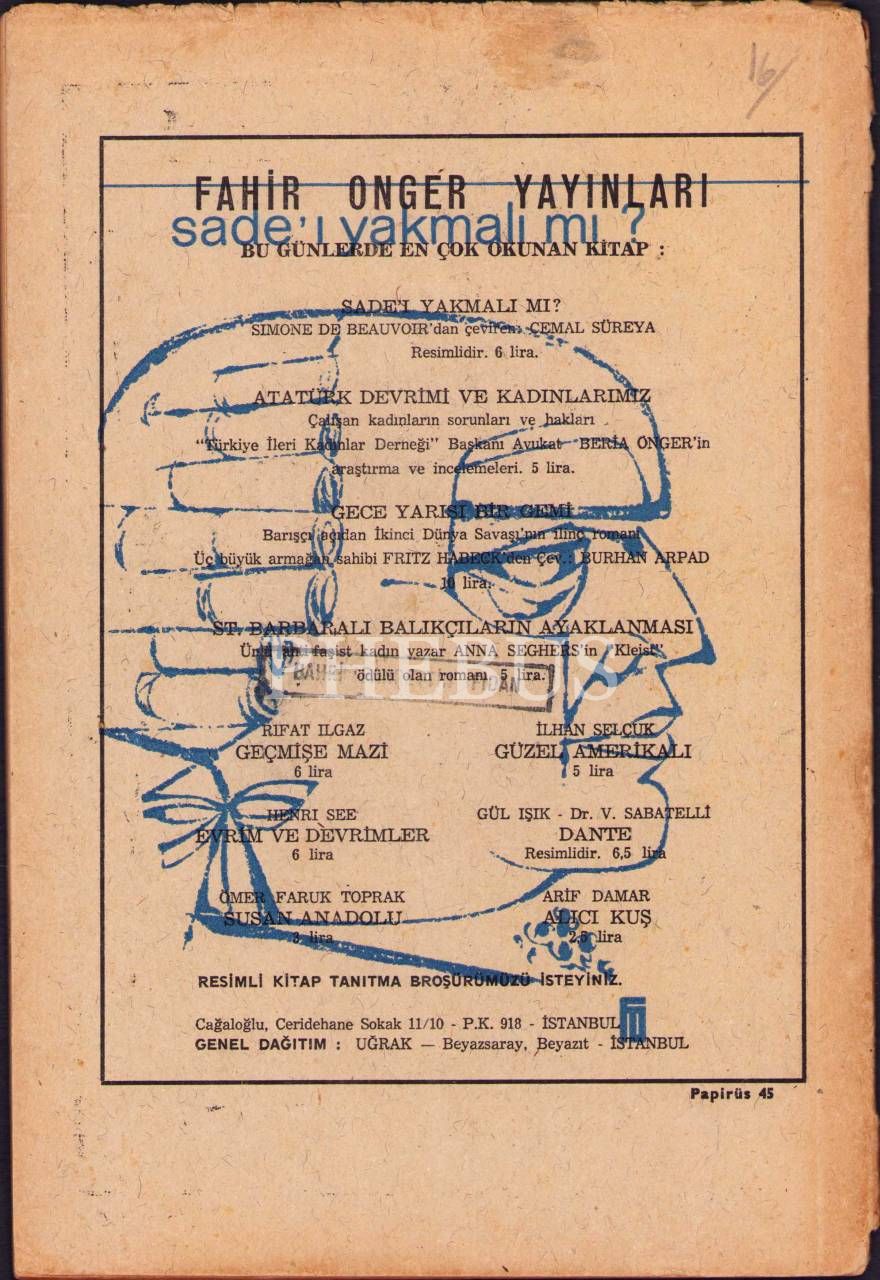 16
FAHİR ONGER YAYINLARI
sade'ı yakmalı mı ?
BU GÜNLERDE EN ÇOK OKUNAN KİTAP :
SADE'I YAKMALI MI?
SIMONE DE BEAUVOIR'dan çeviren: CEMAL SÜREYA
Resimlidir. 6 lira.
ATATÜRK DEVRİMİ VE KADINLARIMIZ
Çalışan kadınların sorunları ve hakları
"Türkiye İleri Kadınlar Derneği" Başkanı Avukat BERİA ÖNGER'in
araştırma ve incelemeleri. 5 lira.
GECE YARISI BİR GEMİ
Barışçı açıdan İkinci Dünya Savaşı'nın ilinç romanı
Üç büyük armağan sahibi FRITZ HABECK'den Çev.: BURHAN ARPAD
10 lira.
ST. BARBARALI BALIKÇILARIN AYAKLANMASI
Ünlü anti-faşist kadın yazar ANNA SEGHERS'in "Kleist"
ödülü olan romanı. 5 lira.
PHEBUS
BAHRİ
RIFAT ILGAZ
GEÇMİŞE MAZİ
6 lira
İLHAN SELÇUK
GÜZEL AMERİKALI
5 lira
HENRI SEE
EVRİM VE DEVRİMLER
6 lira
GÜL IŞIK - Dr. V. SABATELLİ
DANTE
Resimlidir. 6,5 lira
ÖMER FARUK TOPRAK
SUSAN ANADOLU
3 lira
ARİF DAMAR
ALICI KUŞ
2,5 lira
RESİMLİ KİTAP TANITMA BROŞÜRÜMÜZÜ İSTEYİNİZ.
Cağaloğlu, Ceridehane Sokak 11/10 - P.K. 918 - İSTANBUL
GENEL DAĞITIM : UĞRAK — Beyazsaray, Beyazıt - İSTANBUL
Papirüs 45